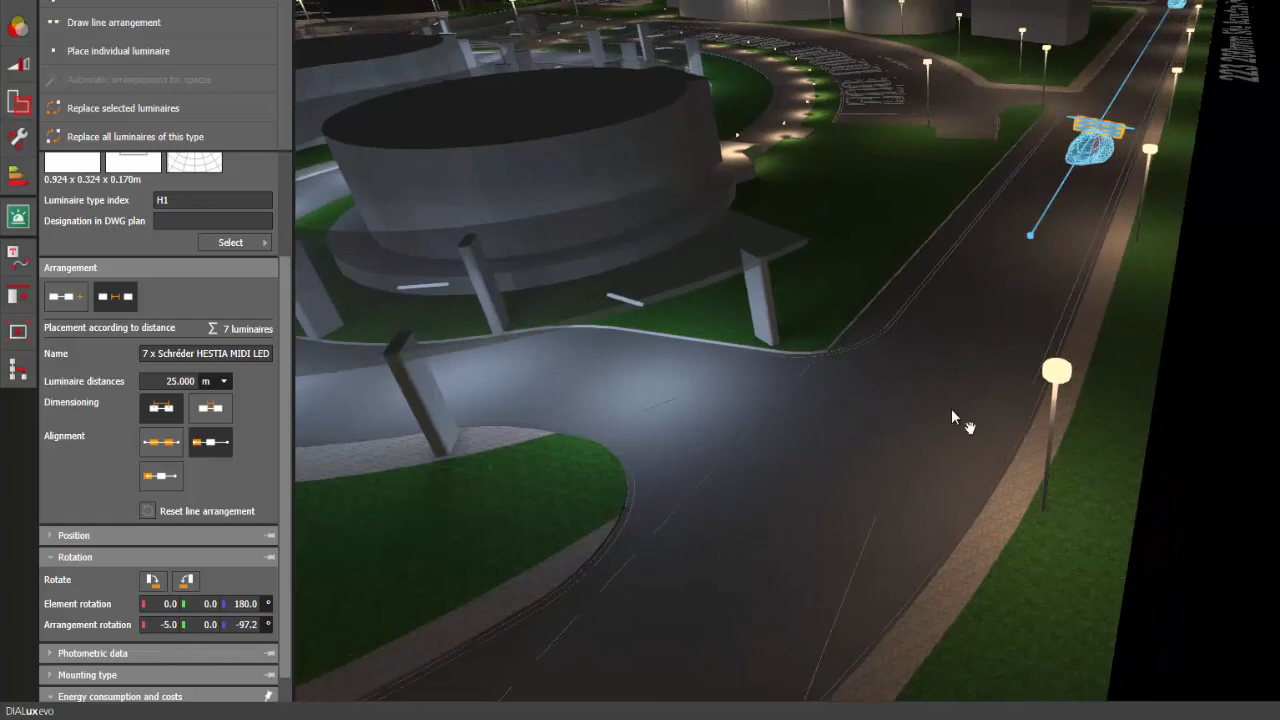 Draw line arrangement
Place individual luminaire
Automatic arrangements for spaces
Replace selected luminaires
Replace all luminaires of this type
0.924 x 0.324 x 0.170m
Luminaire type index H1
Designation in DWG plan
Select
Arrangement
Placement according to distance Σ 7 luminaires
Name 7 x Schréder HESTIA MIDI LED
Luminaire distances 25.000 m
Dimensioning
Alignment
Reset line arrangement
Position
Rotation
Rotate
Element rotation 0.0 0.0 180.0 °
Arrangement rotation -5.0 0.0 -97.2 °
Photometric data
Mounting type
Energy consumption and costs
DIALux evo